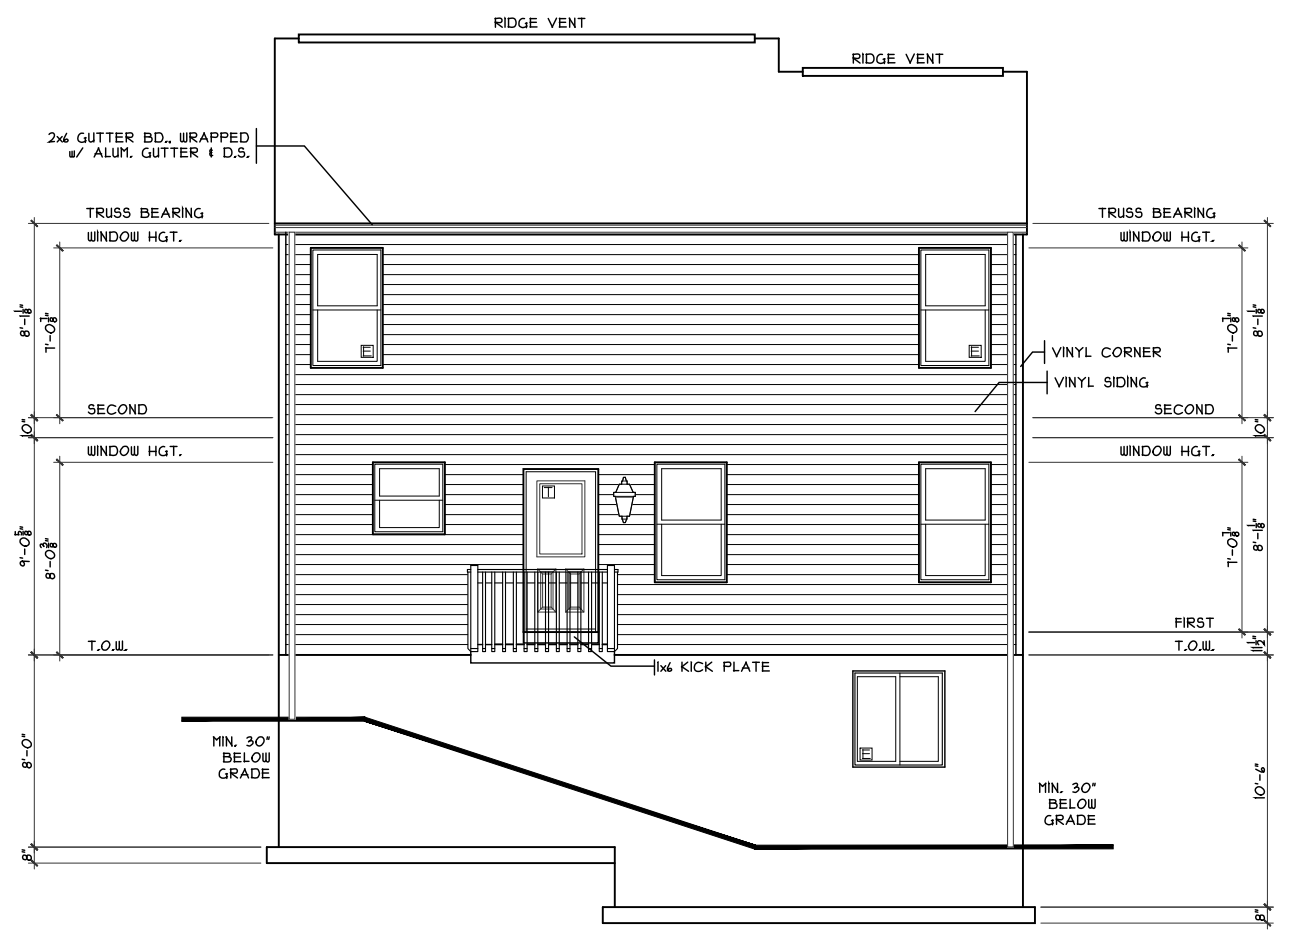 RIDGE VENT
RIDGE VENT
2x6 GUTTER BD., WRAPPED
w/ ALUM. GUTTER & D.S.
TRUSS BEARING
TRUSS BEARING
WINDOW HGT.
WINDOW HGT.
8'-1 1/8"
7'-0 7/8"
7'-0 7/8"
8'-1 1/8"
E
E
VINYL CORNER
VINYL SIDING
SECOND
SECOND
10"
10"
WINDOW HGT.
WINDOW HGT.
T
9'-0 5/8"
8'-0 3/8"
7'-0 7/8"
8'-1 1/8"
FIRST
T.O.W.
T.O.W.
11 1/2"
1x6 KICK PLATE
E
8'-0"
MIN. 30"
BELOW
GRADE
10'-6"
MIN. 30"
BELOW
GRADE
8"
8"